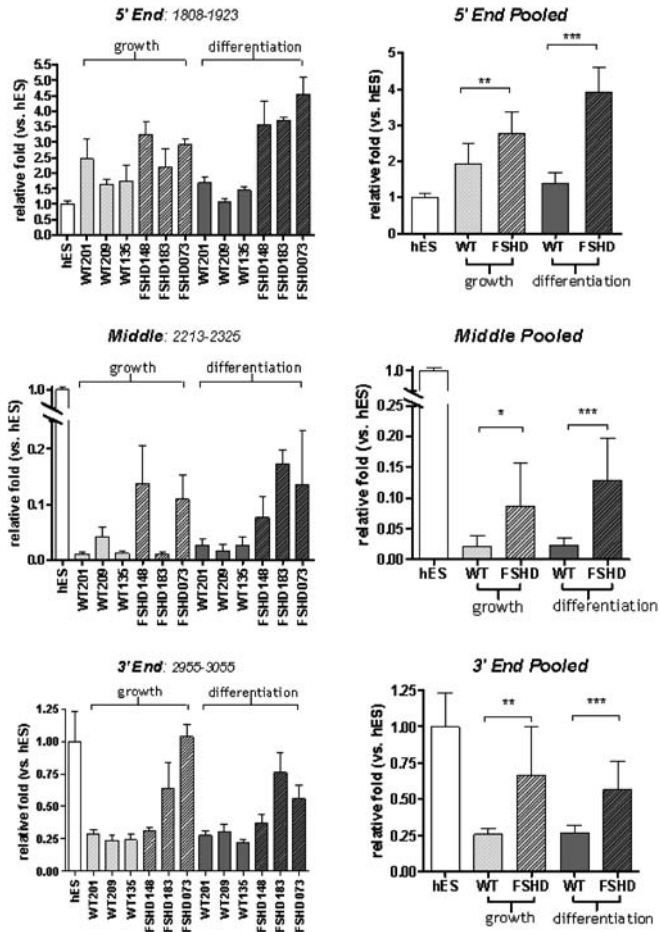 5' End: 1808-1923
growth differentiation
relative fold (vs. hES)
5.5
5.0
4.5
4.0
3.5
3.0
2.5
2.0
1.5
1.0
0.5
0.0
hES WT201 WT209 WT135 FSHD148 FSHD183 FSHD073 WT201 WT209 WT135 FSHD148 FSHD183 FSHD073
5' End Pooled
relative fold (vs. hES)
5
4
3
2
1
0
** ***
hES WT FSHD WT FSHD
growth differentiation
Middle: 2213-2325
growth differentiation
relative fold (vs. hES)
1.0
0.2
0.1
0.0
hES WT201 WT209 WT135 FSHD148 FSHD183 FSHD073 WT201 WT209 WT135 FSHD148 FSHD183 FSHD073
Middle Pooled
relative fold (vs. hES)
1.0
0.25
0.20
0.15
0.10
0.05
0.00
* ***
hES WT FSHD WT FSHD
growth differentiation
3' End: 2955-3055
growth differentiation
relative fold (vs. hES)
1.25
1.00
0.75
0.50
0.25
0.00
hES WT201 WT209 WT135 FSHD148 FSHD183 FSHD073 WT201 WT209 WT135 FSHD148 FSHD183 FSHD073
3' End Pooled
relative fold (vs. hES)
1.25
1.00
0.75
0.50
0.25
0.00
** ***
hES WT FSHD WT FSHD
growth differentiation